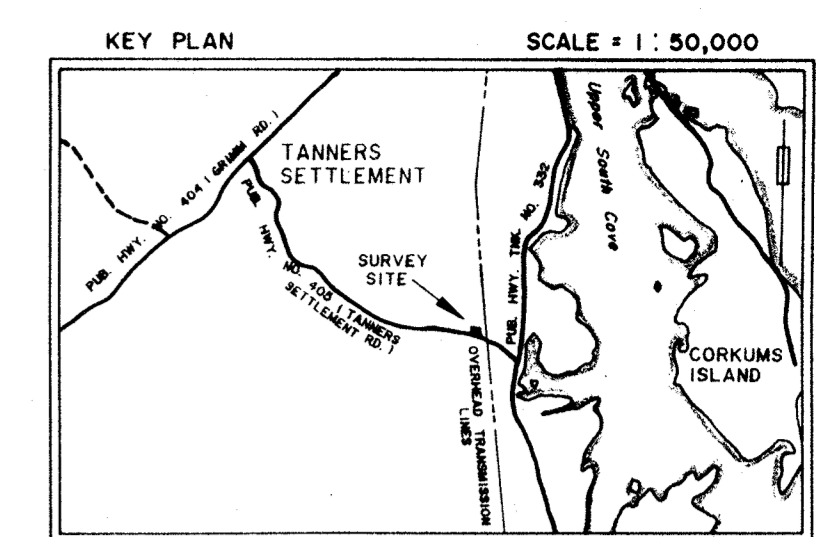 KEY PLAN
SCALE = 1 : 50,000
TANNERS
SETTLEMENT
PUB. HWY. NO. 404 ( GRIMM RD. )
PUB. HWY. NO. 405 ( TANNERS
SETTLEMENT RD. )
SURVEY
SITE
OVERHEAD TRANSMISSION
LINES
PUB. HWY. TNK. NO. 332
Upper South Cove
CORKUMS
ISLAND